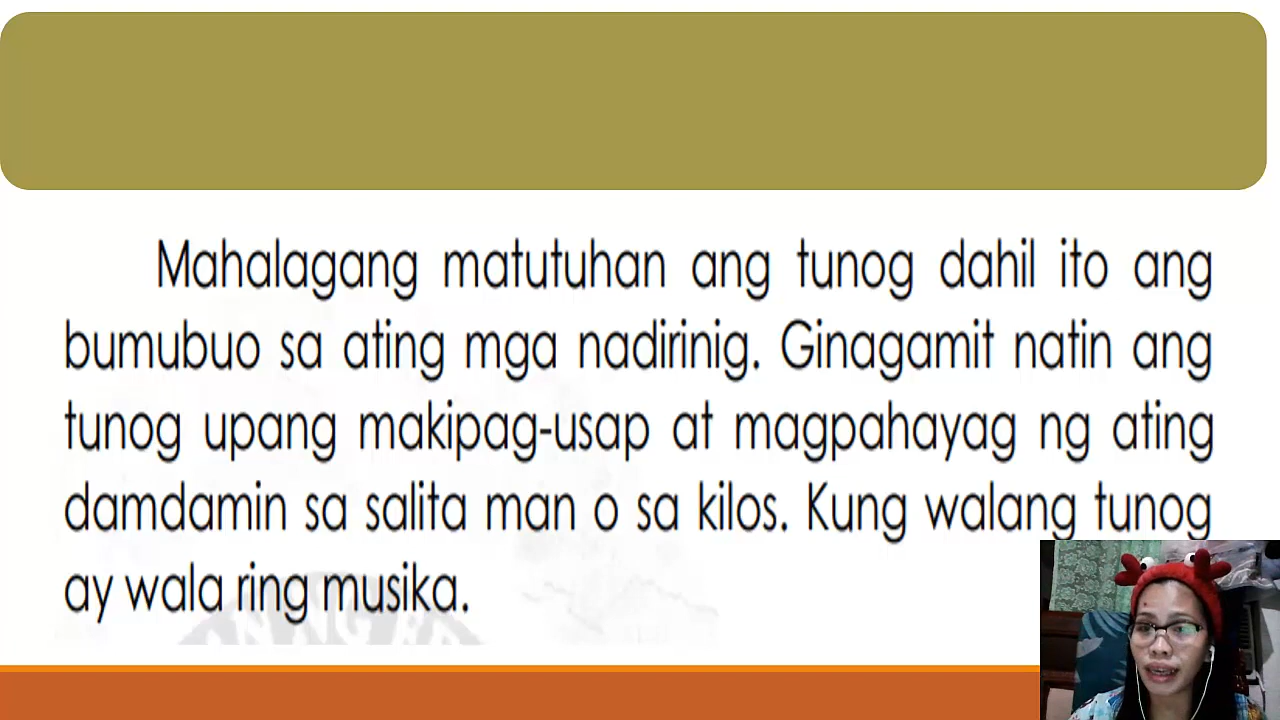 Mahalagang matutuhan ang tunog dahil ito ang
bumubuo sa ating mga nadirinig. Ginagamit natin ang
tunog upang makipag-usap at magpahayag ng ating
damdamin sa salita man o sa kilos. Kung walang tunog
ay wala ring musika.